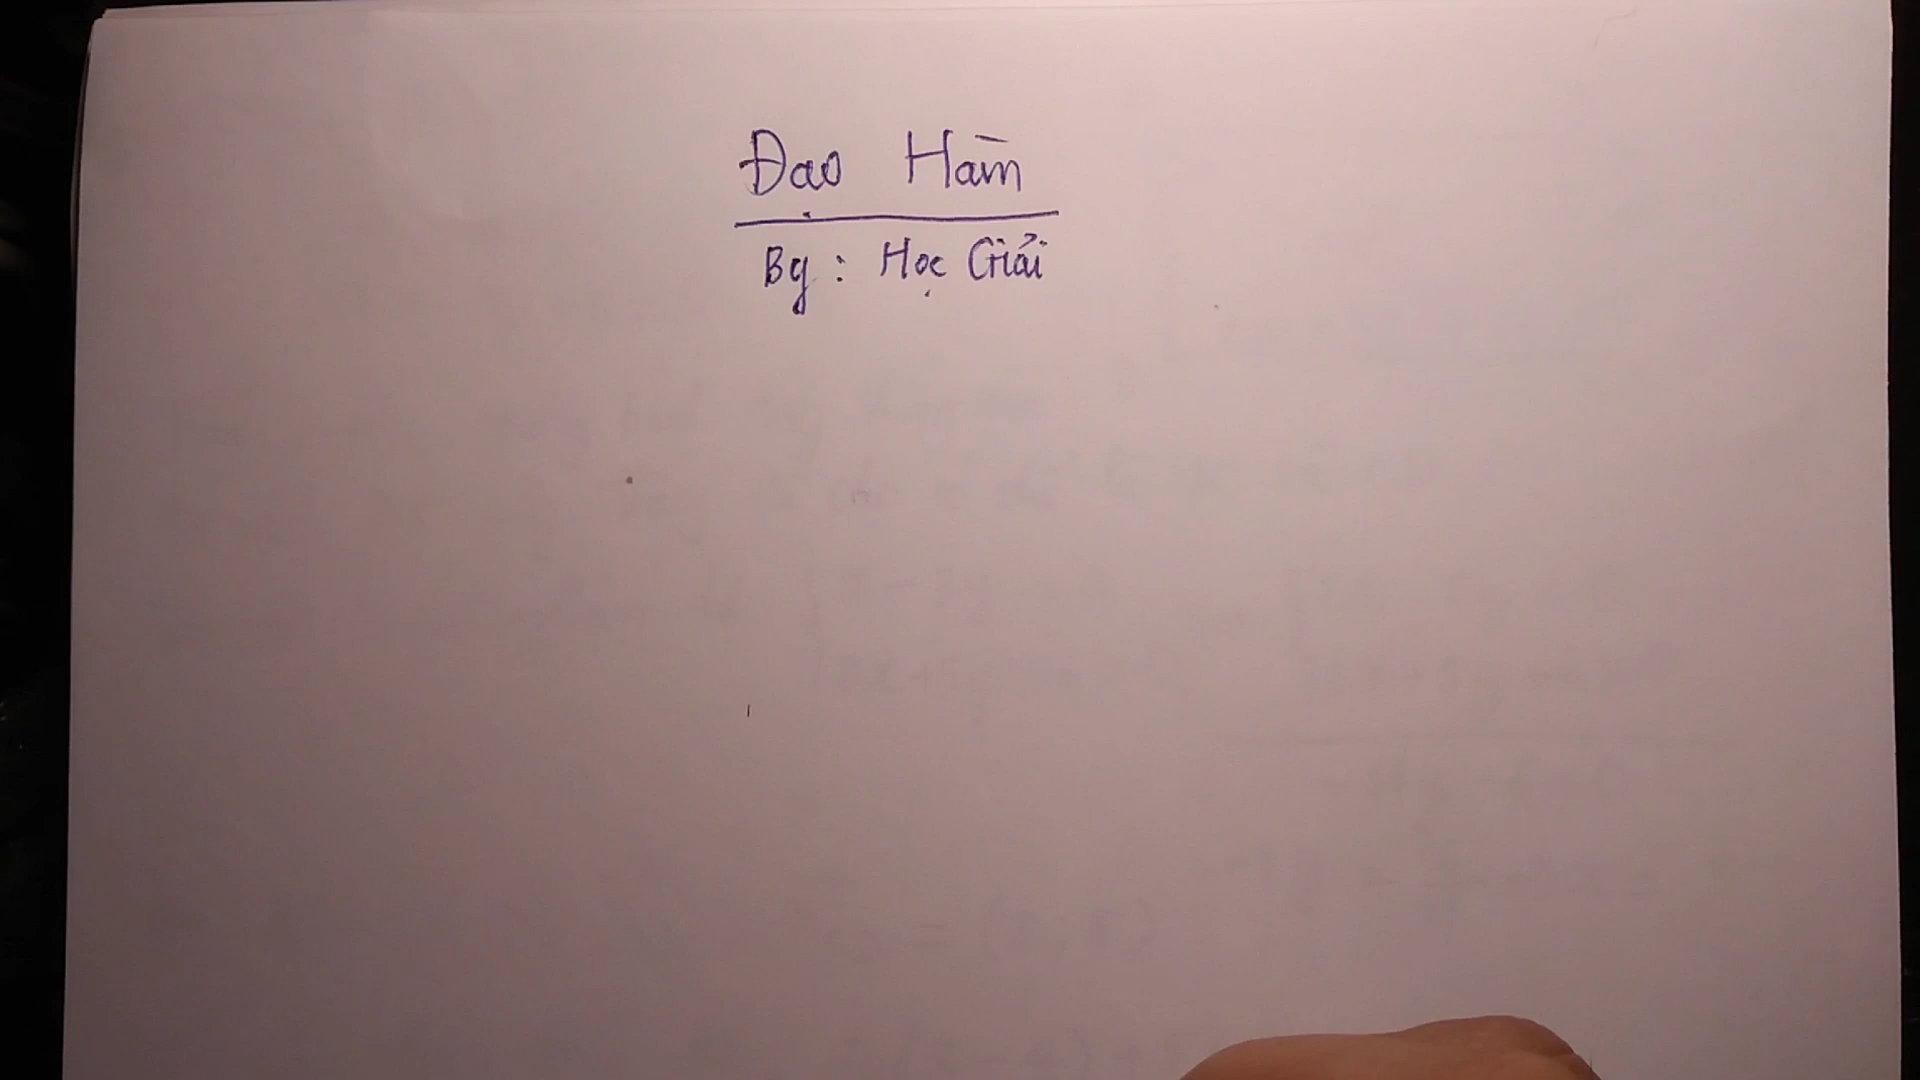 Đạo Hàm
By: Học Giải